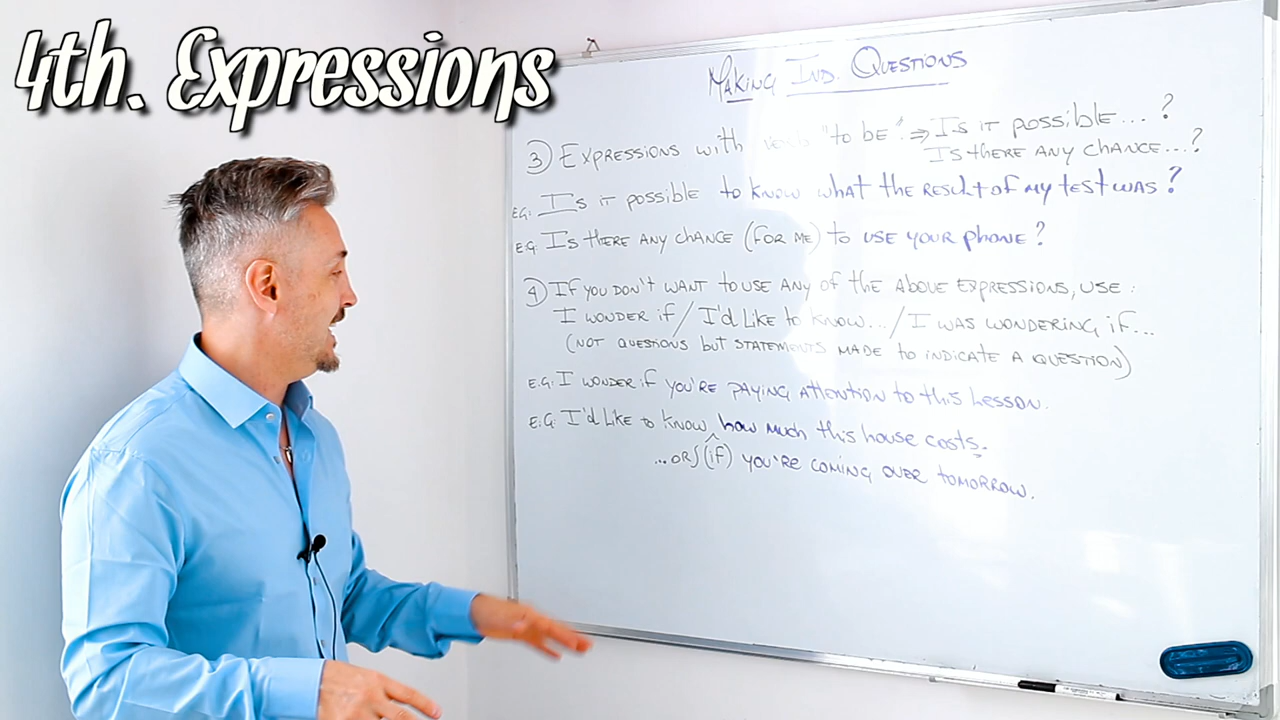 4th. Expressions
MAKING IND. QUESTIONS
3) EXPRESSIONS WITH VERB "TO BE" ⇒ IS IT POSSIBLE...?
IS THERE ANY CHANCE...?
E.G: IS IT POSSIBLE TO KNOW WHAT THE RESULT OF MY TEST WAS?
E.G: IS THERE ANY CHANCE (FOR ME) TO USE YOUR PHONE?
4) IF YOU DON'T WANT TO USE ANY OF THE ABOVE EXPRESSIONS, USE:
I WONDER IF / I'D LIKE TO KNOW... / I WAS WONDERING IF...
(NOT QUESTIONS BUT STATEMENTS MADE TO INDICATE A QUESTION)
E.G: I WONDER IF YOU'RE PAYING ATTENTION TO THIS LESSON.
E.G: I'D LIKE TO KNOW HOW MUCH THIS HOUSE COSTS.
...OR (IF) YOU'RE COMING OVER TOMORROW.